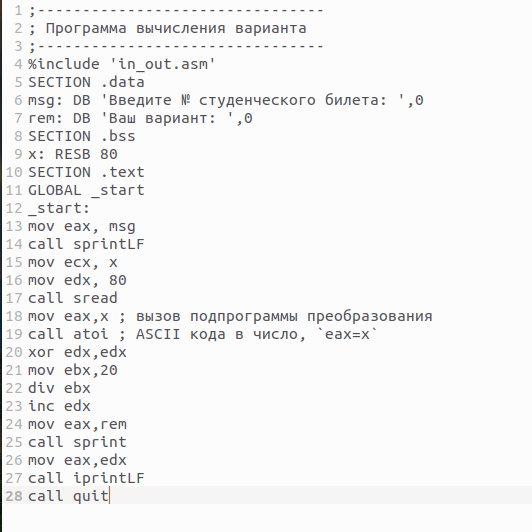 1 ;--------------------------------
2 ; Программа вычисления варианта
3 ;--------------------------------
4 %include 'in_out.asm'
5 SECTION .data
6 msg: DB 'Введите № студенческого билета: ',0
7 rem: DB 'Ваш вариант: ',0
8 SECTION .bss
9 x: RESB 80
10 SECTION .text
11 GLOBAL _start
12 _start:
13 mov eax, msg
14 call sprintLF
15 mov ecx, x
16 mov edx, 80
17 call sread
18 mov eax,x ; вызов подпрограммы преобразования
19 call atoi ; ASCII кода в число, `eax=x`
20 xor edx,edx
21 mov ebx,20
22 div ebx
23 inc edx
24 mov eax,rem
25 call sprint
26 mov eax,edx
27 call iprintLF
28 call quit